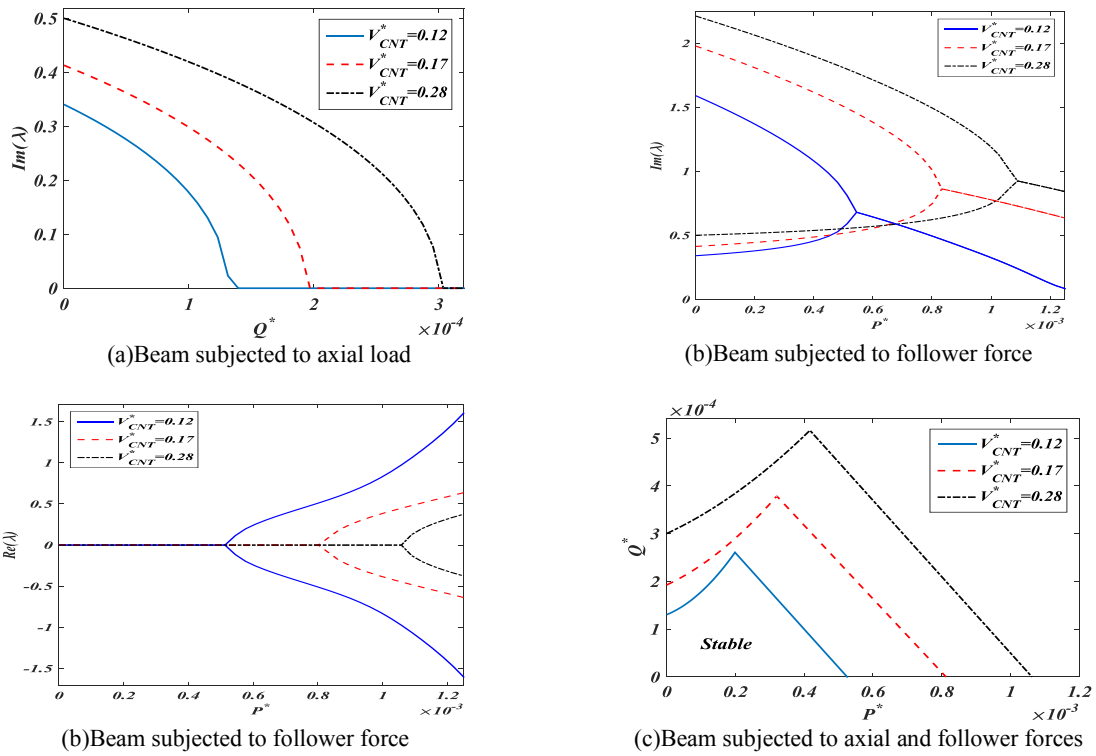 0.5
0.4
0.3
0.2
0.1
0
Im(λ)
V*CNT=0.12
V*CNT=0.17
V*CNT=0.28
0 1 2 3
Q*
×10-4
(a)Beam subjected to axial load
2
1.5
1
0.5
0
Im(λ)
V*CNT=0.12
V*CNT=0.17
V*CNT=0.28
0 0.2 0.4 0.6 0.8 1 1.2
P*
×10-3
(b)Beam subjected to follower force
1.5
1
0.5
0
-0.5
-1
-1.5
Re(λ)
V*CNT=0.12
V*CNT=0.17
V*CNT=0.28
0 0.2 0.4 0.6 0.8 1 1.2
P*
×10-3
(b)Beam subjected to follower force
×10-4
5
4
3
2
1
0
Q*
V*CNT=0.12
V*CNT=0.17
V*CNT=0.28
Stable
0 0.2 0.4 0.6 0.8 1 1.2
P*
×10-3
(c)Beam subjected to axial and follower forces